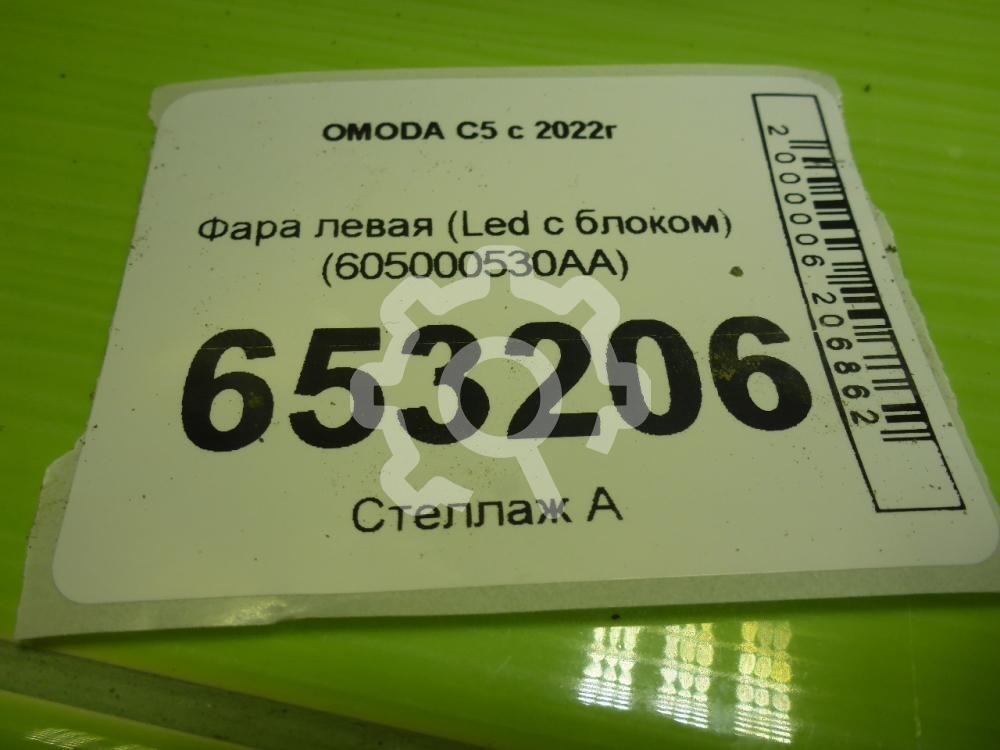 OMODA C5 с 2022г
Фара левая (Led с блоком)
(605000530AA)
653206
Стеллаж А
2000006206862